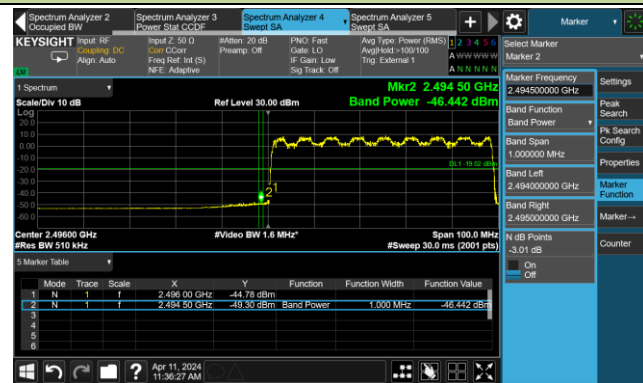 Spectrum Analyzer 2
Occupied BW
Spectrum Analyzer 3
Power Stat CCDF
Spectrum Analyzer 4
Swept SA
Spectrum Analyzer 5
Swept SA
Marker
KEYSIGHT
Input: RF
Coupling: DC
Align: Auto
Input Z: 50 Ω
Corr CCorr
Freq Ref: Int (S)
NFE: Adaptive
#Atten: 20 dB
Preamp: Off
PNO: Fast
Gate: LO
IF Gain: Low
Sig Track: Off
Avg Type: Power (RMS)
Avg|Hold:>100/100
Trig: External 1
1 2 3 4 5 6
A W W W W W
A N N N N N
Select Marker
Marker 2
1 Spectrum
Scale/Div 10 dB
Log
Ref Level 30.00 dBm
Mkr2 2.494 50 GHz
Band Power -46.442 dBm
20.0
10.0
0.00
-10.0
-20.0
-30.0
-40.0
-50.0
-60.0
DL1 -19.02 dBm
2 1
Center 2.49600 GHz
#Res BW 510 kHz
#Video BW 1.6 MHz*
Span 100.0 MHz
#Sweep 30.0 ms (2001 pts)
5 Marker Table
Mode Trace Scale X Y Function Function Width Function Value
1 N 1 f 2.496 00 GHz -44.78 dBm
2 N 1 f 2.494 50 GHz -49.30 dBm Band Power 1.000 MHz -46.442 dBm
3
4
5
6
Marker Frequency
2.494500000 GHz
Band Function
Band Power
Band Span
1.000000 MHz
Band Left
2.494000000 GHz
Band Right
2.495000000 GHz
N dB Points
-3.01 dB
On
Off
Settings
Peak
Search
Pk Search
Config
Properties
Marker
Function
Marker→
Counter
Apr 11, 2024
11:36:27 AM